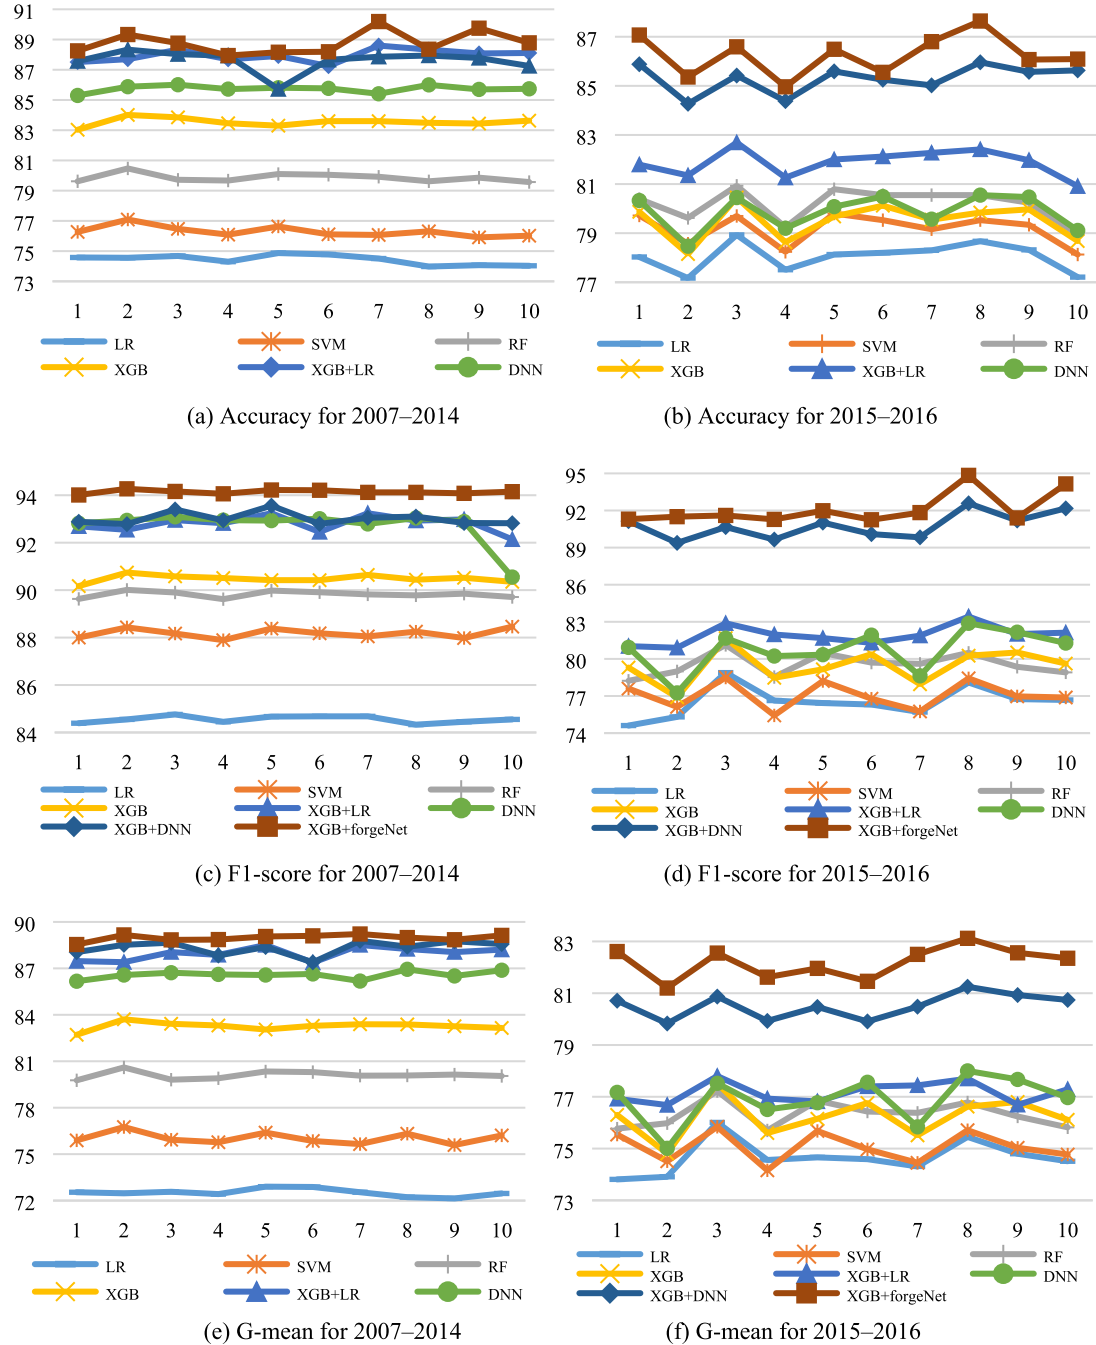 91
89
87
85
83
81
79
77
75
73
1 2 3 4 5 6 7 8 9 10
LR SVM RF
XGB XGB+LR DNN
(a) Accuracy for 2007–2014
87
85
83
81
79
77
1 2 3 4 5 6 7 8 9 10
LR SVM RF
XGB XGB+LR DNN
(b) Accuracy for 2015–2016
94
92
90
88
86
84
1 2 3 4 5 6 7 8 9 10
LR SVM RF
XGB XGB+LR DNN
XGB+DNN XGB+forgeNet
(c) F1-score for 2007–2014
95
92
89
86
83
80
77
74
1 2 3 4 5 6 7 8 9 10
LR SVM RF
XGB XGB+LR DNN
XGB+DNN XGB+forgeNet
(d) F1-score for 2015–2016
90
87
84
81
78
75
72
1 2 3 4 5 6 7 8 9 10
LR SVM RF
XGB XGB+LR DNN
(e) G-mean for 2007–2014
83
81
79
77
75
73
1 2 3 4 5 6 7 8 9 10
LR SVM RF
XGB XGB+LR DNN
XGB+DNN XGB+forgeNet
(f) G-mean for 2015–2016